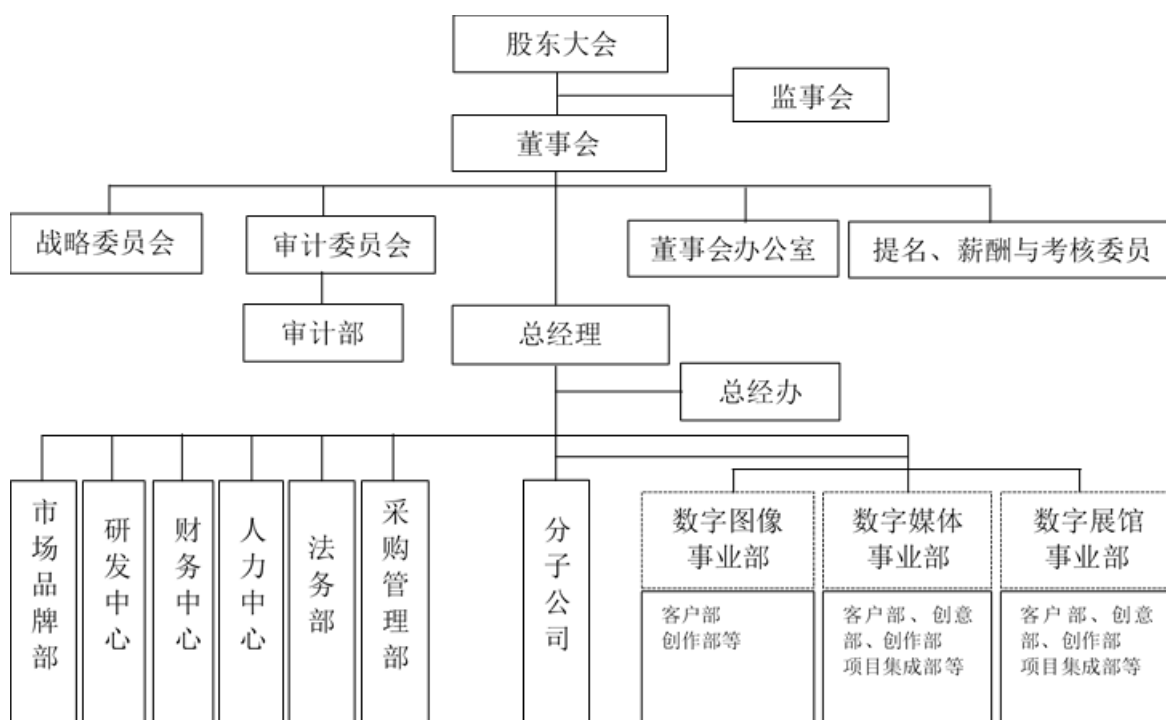 股东大会
监事会
董事会
战略委员会
审计委员会
董事会办公室
提名、薪酬与考核委员
审计部
总经理
总经办
市场品牌部
研发中心
财务中心
人力中心
法务部
采购管理部
分子公司
数字图像
事业部
客户部
创作部等
数字媒体
事业部
客户部、创意
部、创作部
项目集成部等
数字展馆
事业部
客户部、创意
部、创作部
项目集成部等